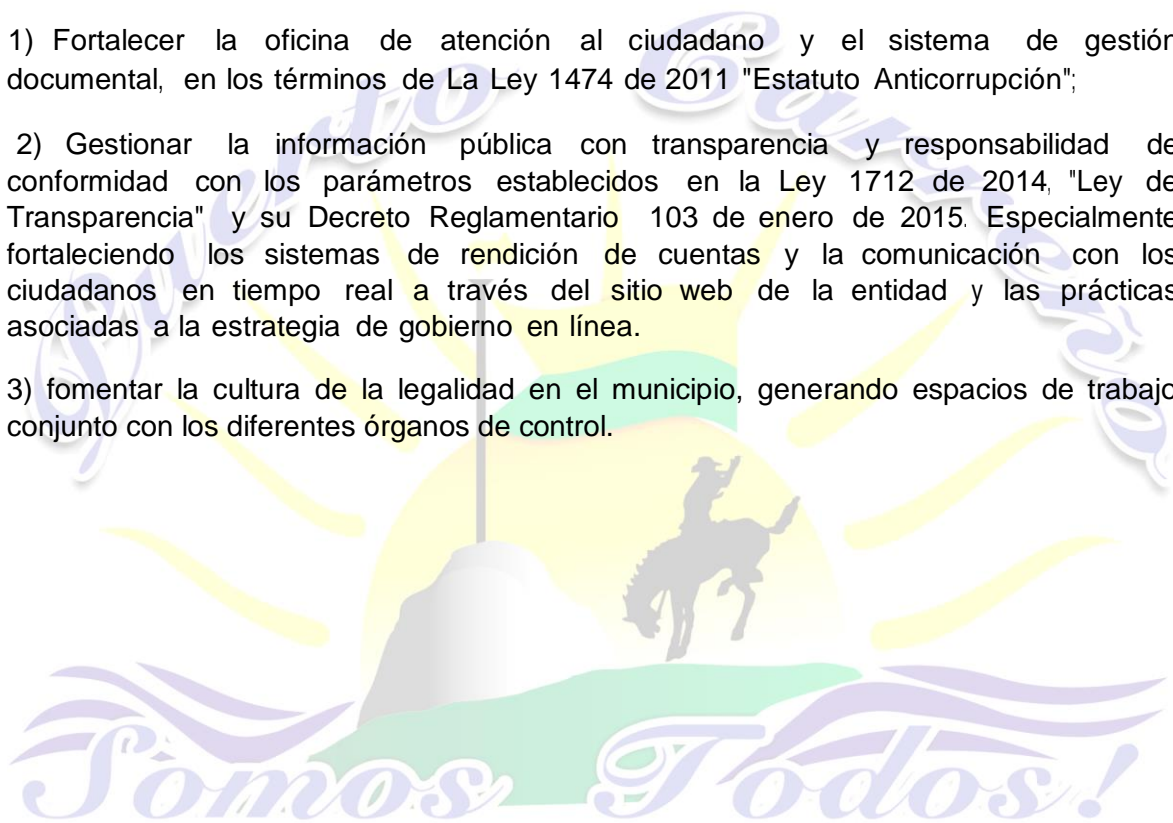 1) Fortalecer la oficina de atención al ciudadano y el sistema de gestión
documental, en los términos de La Ley 1474 de 2011 "Estatuto Anticorrupción";
2) Gestionar la información pública con transparencia y responsabilidad de
conformidad con los parámetros establecidos en la Ley 1712 de 2014, "Ley de
Transparencia" y su Decreto Reglamentario 103 de enero de 2015. Especialmente
fortaleciendo los sistemas de rendición de cuentas y la comunicación con los
ciudadanos en tiempo real a través del sitio web de la entidad y las prácticas
asociadas a la estrategia de gobierno en línea.
3) fomentar la cultura de la legalidad en el municipio, generando espacios de trabajo
conjunto con los diferentes órganos de control.
Puerto Carreño
Somos Todos!